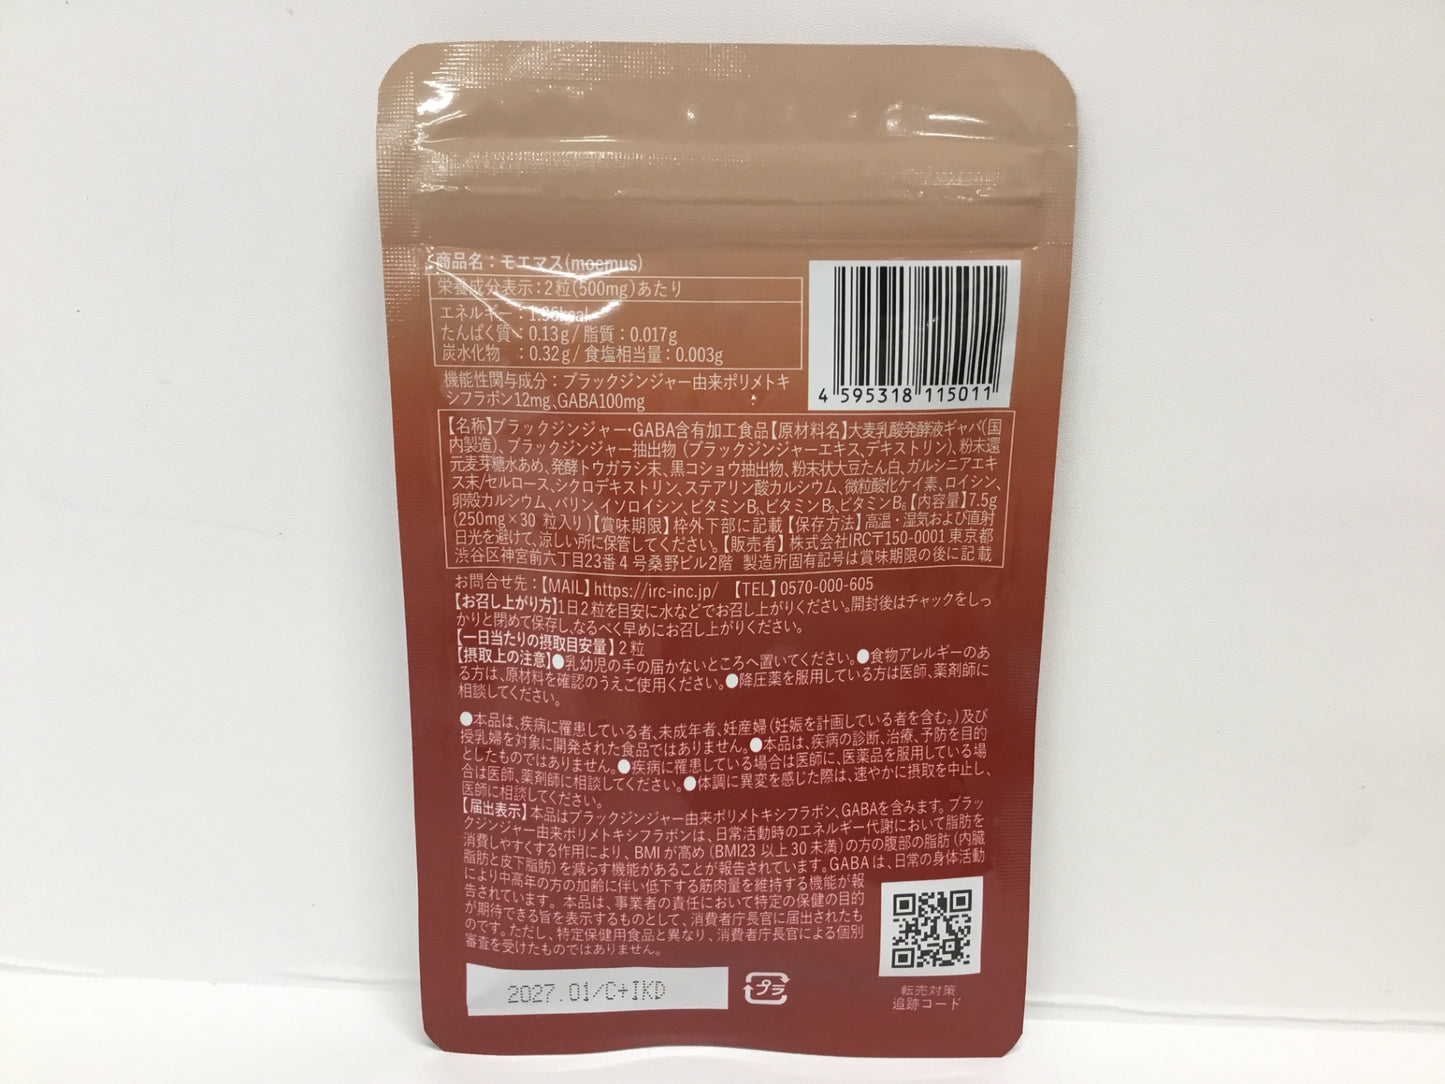 商品名：モエマス(moemus)
栄養成分表示：2粒(500mg)あたり
エネルギー：1.96kcal
たんぱく質：0.13g / 脂質：0.017g
炭水化物　：0.32g / 食塩相当量：0.003g
機能性関与成分：ブラックジンジャー由来ポリメトキ
シフラボン12mg、GABA100mg
4 595318 115011
【名称】ブラックジンジャー・GABA含有加工食品【原材料名】大麦乳酸発酵液ギャバ(国
内製造)、ブラックジンジャー抽出物 (ブラックジンジャーエキス、デキストリン)、粉末還
元麦芽糖水あめ、発酵トウガラシ末、黒コショウ抽出物、粉末状大豆たん白、ガルシニアエキ
ス末/セルロース、シクロデキストリン、ステアリン酸カルシウム、微粒酸化ケイ素、ロイシン、
卵殻カルシウム、バリン、イソロイシン、ビタミンB₁、ビタミンB₂、ビタミンB₆【内容量】7.5g
(250mg×30 粒入り)【賞味期限】枠外下部に記載【保存方法】高温・湿気および直射
日光を避けて、涼しい所に保管してください。【販売者】株式会社IRC〒150-0001 東京都
渋谷区神宮前六丁目23番4号桑野ビル2階 製造所固有記号は賞味期限の後に記載
お問合せ先：【MAIL】https://irc-inc.jp/ 【TEL】0570-000-605
【お召し上がり方】1日2粒を目安に水などでお召し上がりください。開封後はチャックをしっ
かりと閉めて保存し、なるべく早めにお召し上がりください。
【一日当たりの摂取目安量】2粒
【摂取上の注意】●乳幼児の手の届かないところへ置いてください。●食物アレルギーのあ
る方は、原材料を確認のうえご使用ください。●降圧薬を服用している方は医師、薬剤師に
相談してください。
●本品は、疾病に罹患している者、未成年者、妊産婦(妊娠を計画している者を含む。)及び
授乳婦を対象に開発された食品ではありません。●本品は、疾病の診断、治療、予防を目的
としたものではありません。●疾病に罹患している場合は医師に、医薬品を服用している場
合は医師、薬剤師に相談してください。●体調に異変を感じた際は、速やかに摂取を中止し、
医師に相談してください。
【届出表示】本品はブラックジンジャー由来ポリメトキシフラボン、GABAを含みます。ブラッ
クジンジャー由来ポリメトキシフラボンは、日常活動時のエネルギー代謝において脂肪を
消費しやすくする作用により、BMIが高め(BMI23以上30未満)の方の腹部の脂肪(内臓
脂肪と皮下脂肪)を減らす機能があることが報告されています。GABAは、日常の身体活動
により中高年の方の加齢に伴い低下する筋肉量を維持する機能が報
告されています。本品は、事業者の責任において特定の保健の目的
が期待できる旨を表示するものとして、消費者庁長官に届出されたも
のです。ただし、特定保健用食品と異なり、消費者庁長官による個別
審査を受けたものではありません。
2027.01/C+IKD
プラ
転売対策
追跡コード